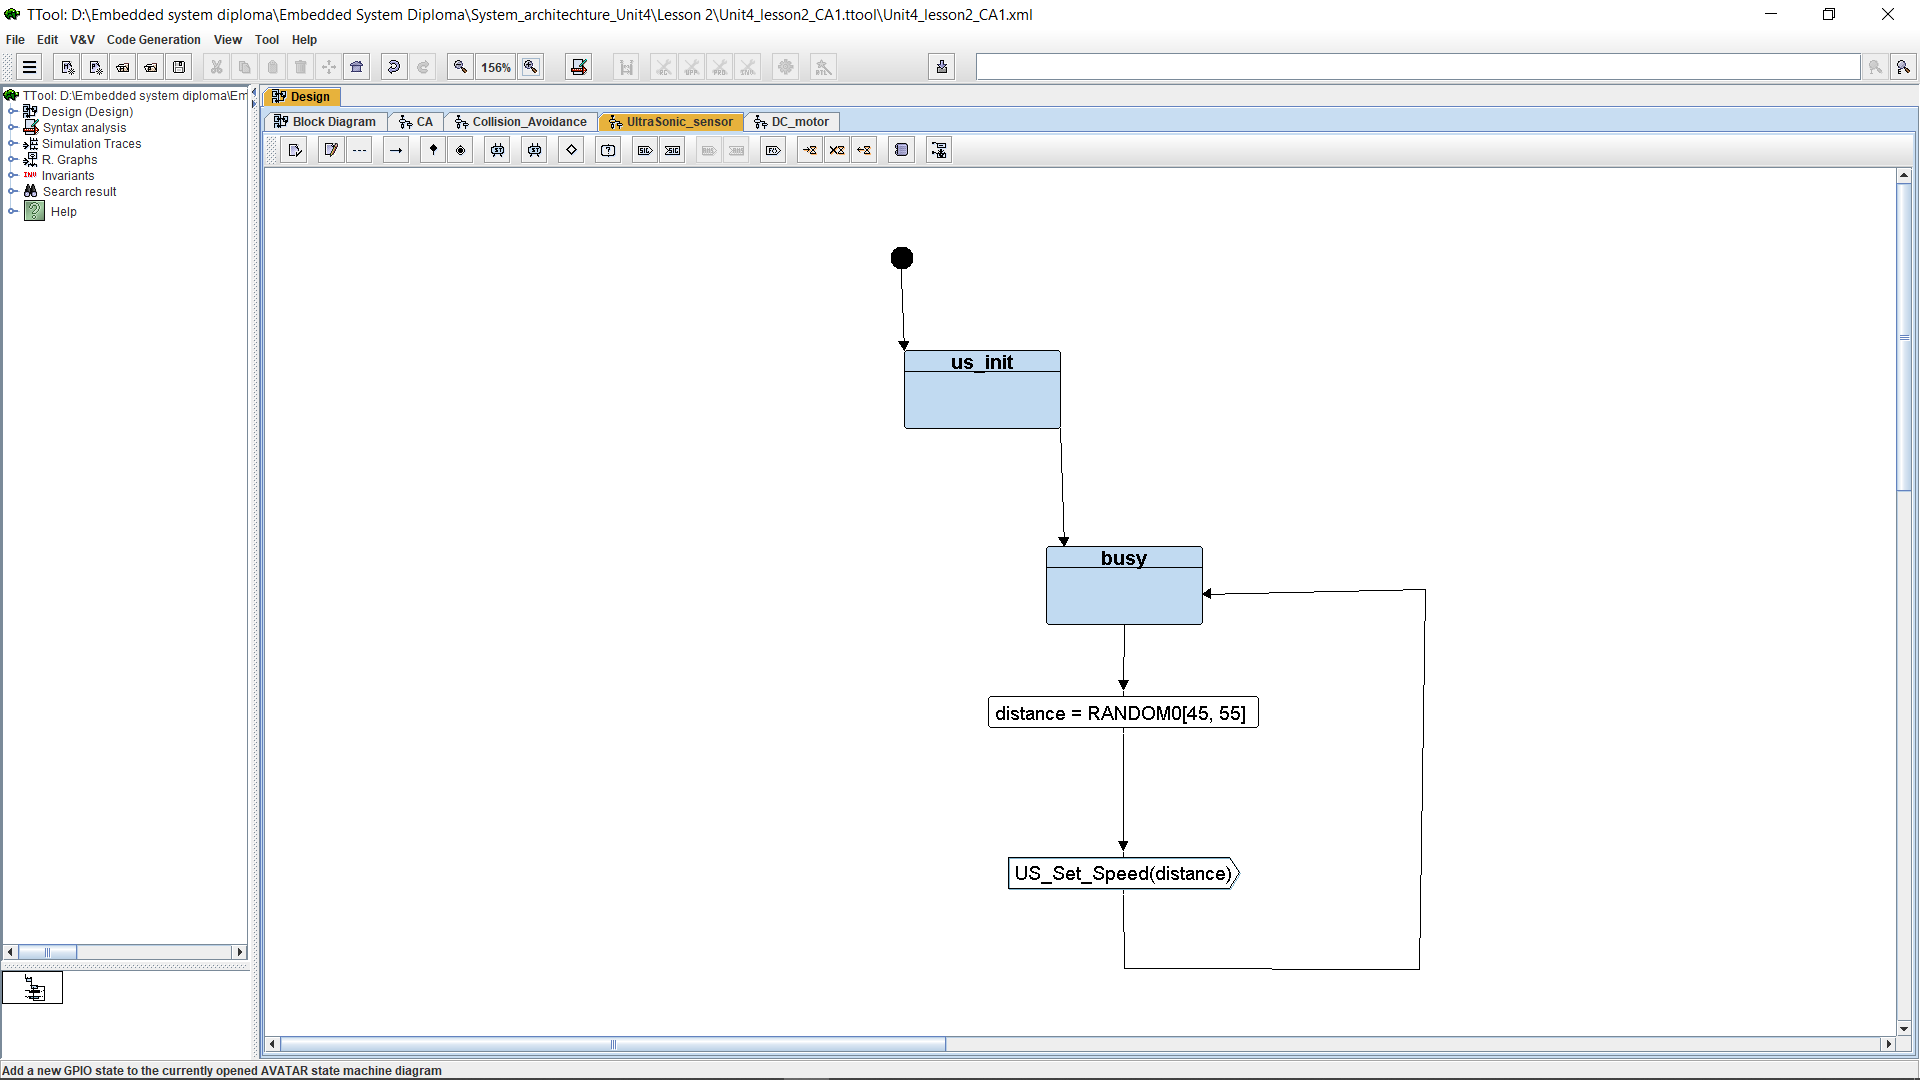 TTool: D:\Embedded system diploma\Embedded System Diploma\System_architechture_Unit4\Lesson 2\Unit4_lesson2_CA1.ttool\Unit4_lesson2_CA1.xml
File Edit V&V Code Generation View Tool Help
156%
TTool: D:\Embedded system diploma\Em
Design (Design)
Syntax analysis
Simulation Traces
R. Graphs
INV Invariants
Search result
? Help
Design
Block Diagram CA Collision_Avoidance UltraSonic_sensor DC_motor
us_init
busy
distance = RANDOM0[45, 55]
US_Set_Speed(distance)
Add a new GPIO state to the currently opened AVATAR state machine diagram